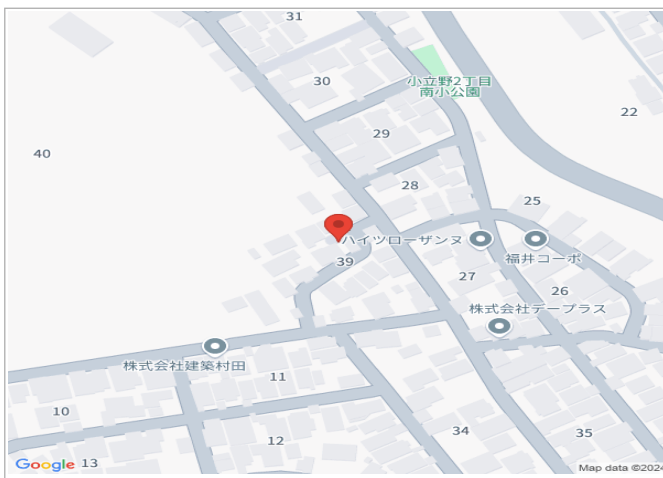 31
30
小立野2丁目
南小公園
29
22
40
28
25
ハイツローザンヌ
福井コーポ
39
27
26
株式会社デープラス
株式会社建築村田
11
10
12
34
35
13
Google
Map data ©2024